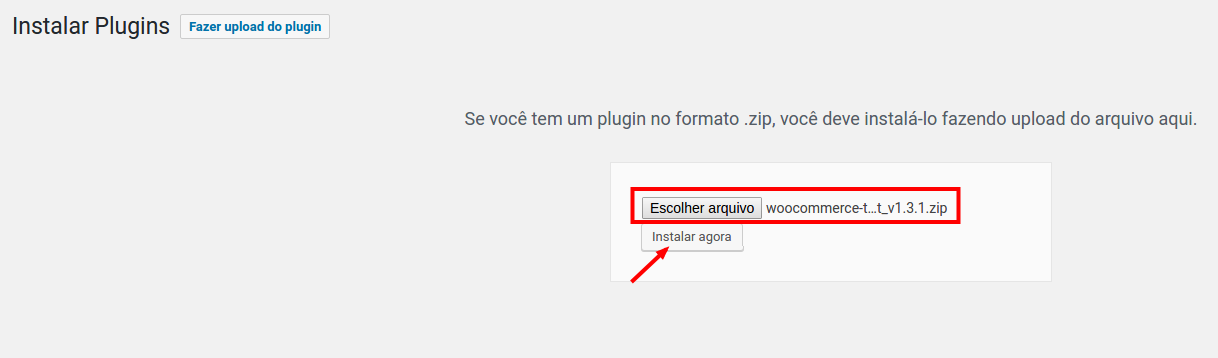 Instalar Plugins Fazer upload do plugin
Se você tem um plugin no formato .zip, você deve instalá-lo fazendo upload do arquivo aqui.
Escolher arquivo woocommerce-t...t_v1.3.1.zip
Instalar agora